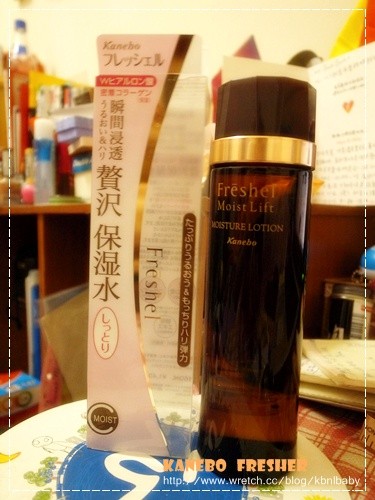 Kanebo
フレッシェル
Wヒアルロン酸
密着コラーゲン
瞬間浸透
うるおい&ハリ
贅沢 保湿水
しっとり
Freshel
たっぷりうるおう&もっちりハリ弾力
MOIST
Frēshel
Moist Lift
MOISTURE LOTION
Kanebo
KANEBO FRESHER
http://www.wretch.cc/blog/kbnlbaby